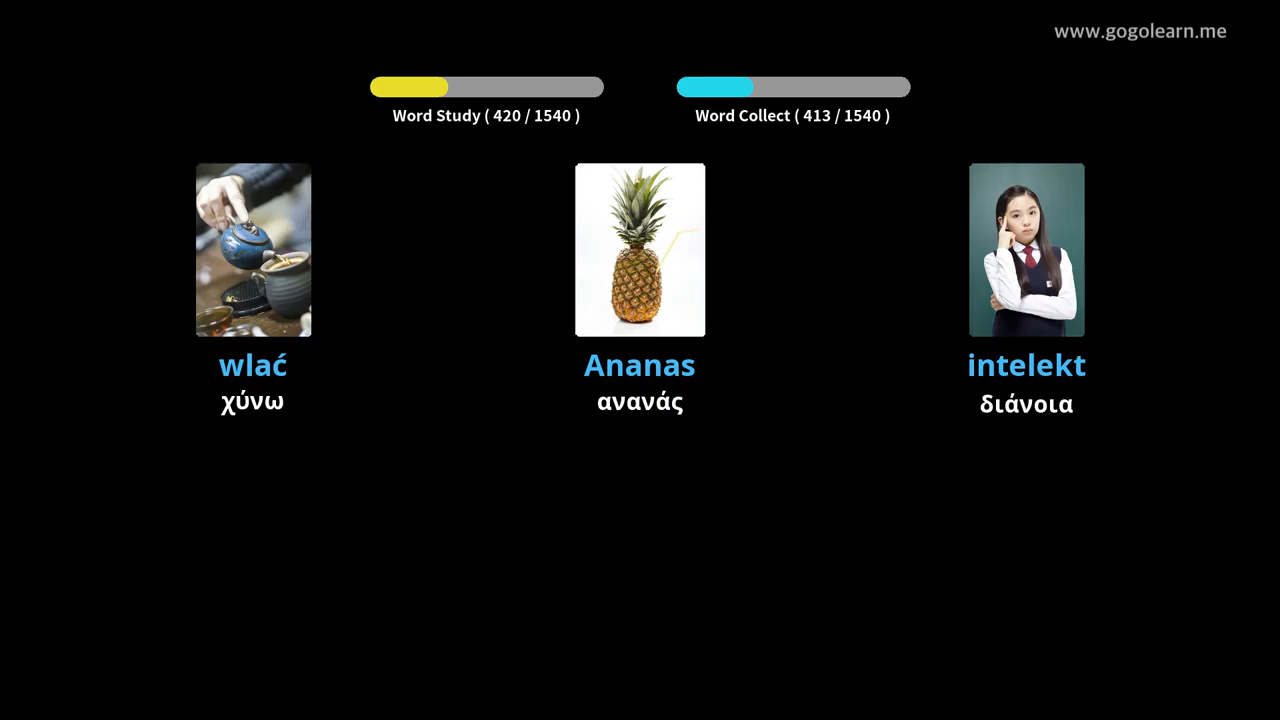 www.gogolearn.me
Word Study ( 420 / 1540 )
Word Collect ( 413 / 1540 )
wlać
χύνω
Ananas
ανανάς
intelekt
διάνοια